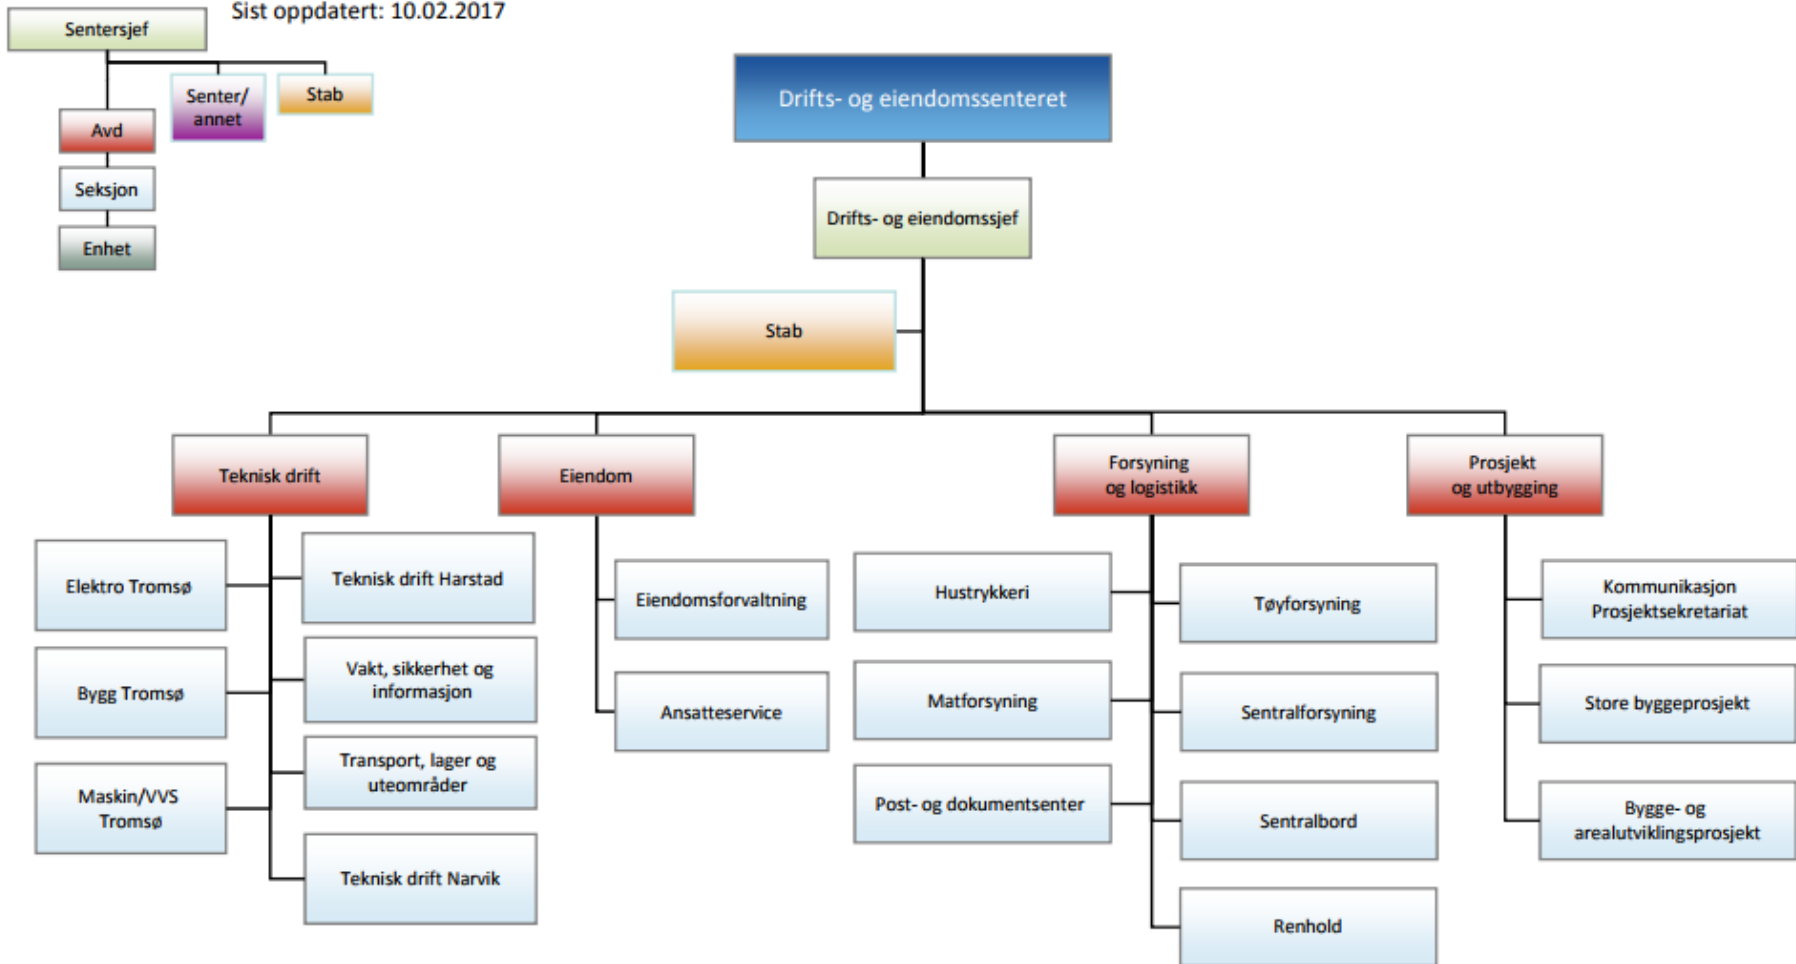 Sist oppdatert: 10.02.2017
Sentersjef
Senter/
annet
Stab
Avd
Seksjon
Enhet
Drifts- og eiendomssenteret
Drifts- og eiendomssjef
Stab
Teknisk drift
Elektro Tromsø
Bygg Tromsø
Maskin/VVS
Tromsø
Teknisk drift Harstad
Vakt, sikkerhet og
informasjon
Transport, lager og
uteområder
Teknisk drift Narvik
Eiendom
Eiendomsforvaltning
Ansatteservice
Forsyning
og logistikk
Hustrykkeri
Matforsyning
Post- og dokumentsenter
Tøyforsyning
Sentralforsyning
Sentralbord
Renhold
Prosjekt
og utbygging
Kommunikasjon
Prosjektsekretariat
Store byggeprosjekt
Bygge- og
arealutviklingsprosjekt